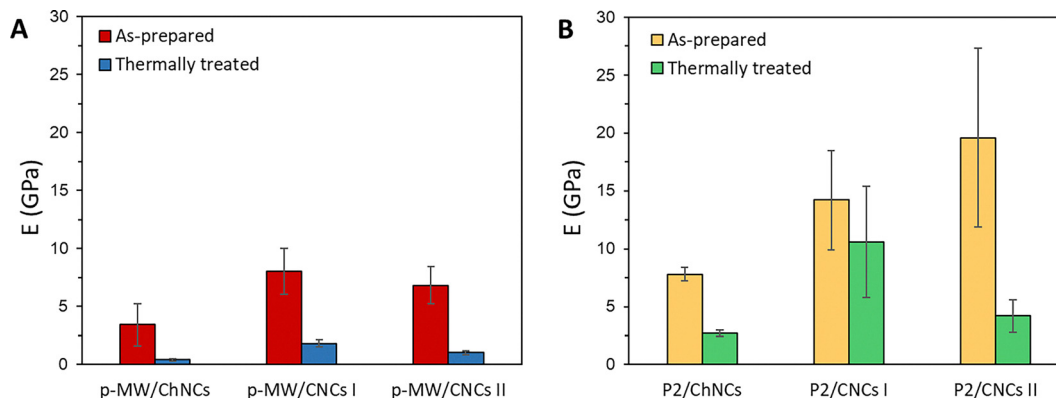 A
As-prepared
Thermally treated
E (GPa)
30
25
20
15
10
5
0
p-MW/ChNCs
p-MW/CNCs I
p-MW/CNCs II
B
As-prepared
Thermally treated
E (GPa)
30
25
20
15
10
5
0
P2/ChNCs
P2/CNCs I
P2/CNCs II